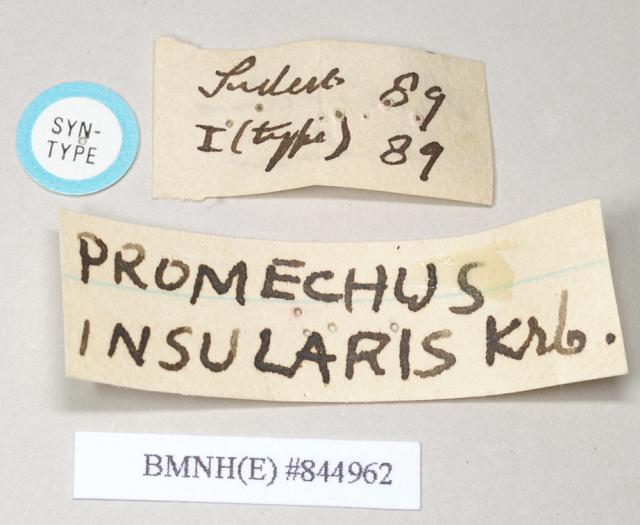 SYN-
TYPE
Sudest 89
I (type) 89
PROMECHUS
INSULARIS Krb.
BMNH(E) #844962